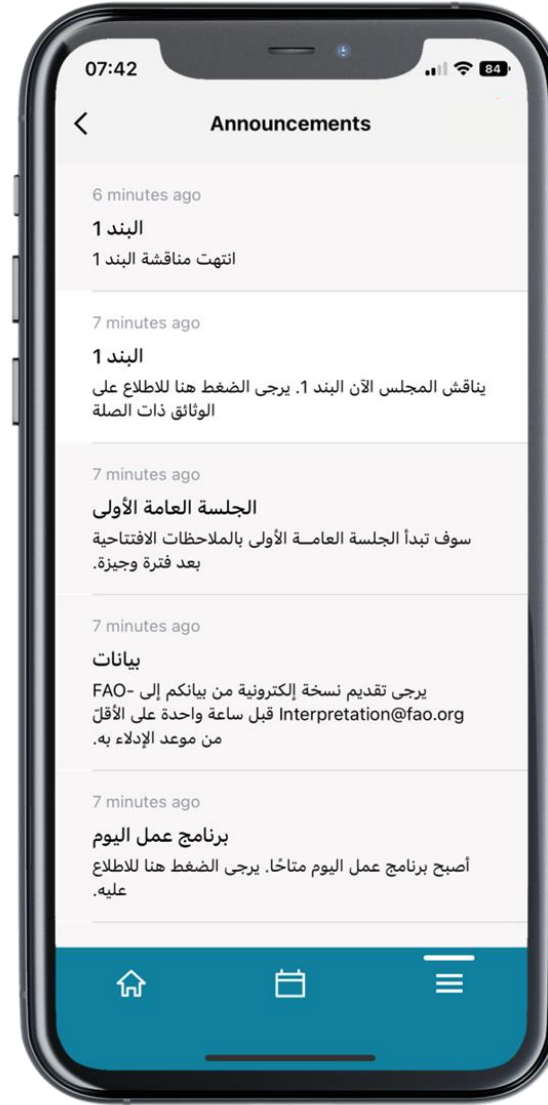 07:42
84
Announcements
6 minutes ago
البند 1
انتهت مناقشة البند 1
7 minutes ago
البند 1
يناقش المجلس الآن البند 1. يرجى الضغط هنا للاطلاع على
الوثائق ذات الصلة
7 minutes ago
الجلسة العامة الأولى
سوف تبدأ الجلسة العامــة الأولى بالملاحظات الافتتاحية
بعد فترة وجيزة.
7 minutes ago
بيانات
يرجى تقديم نسخة إلكترونية من بيانكم إلى FAO-
Interpretation@fao.org قبل ساعة واحدة على الأقلّ
من موعد الإدلاء به.
7 minutes ago
برنامج عمل اليوم
أصبح برنامج عمل اليوم متاحًا. يرجى الضغط هنا للاطلاع
عليه.